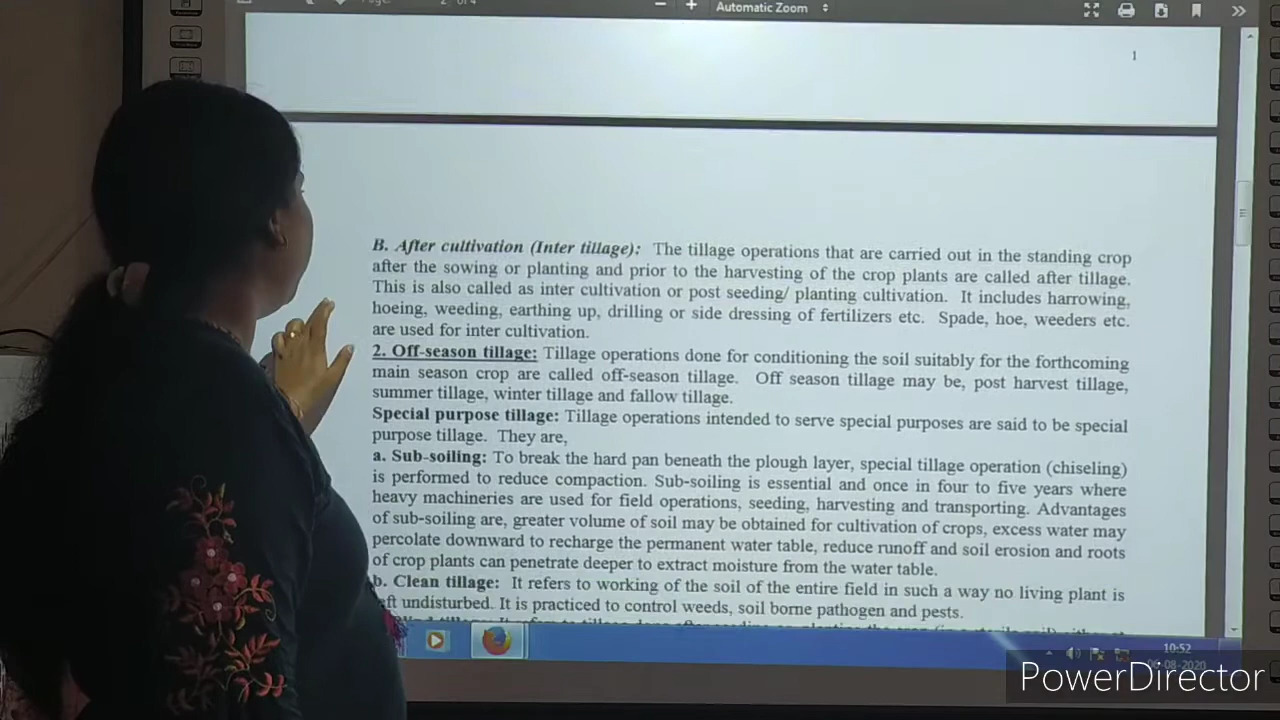 Automatic Zoom
1
B. After cultivation (Inter tillage): The tillage operations that are carried out in the standing crop
after the sowing or planting and prior to the harvesting of the crop plants are called after tillage.
This is also called as inter cultivation or post seeding/ planting cultivation. It includes harrowing,
hoeing, weeding, earthing up, drilling or side dressing of fertilizers etc. Spade, hoe, weeders etc.
are used for inter cultivation.
2. Off-season tillage: Tillage operations done for conditioning the soil suitably for the forthcoming
main season crop are called off-season tillage. Off season tillage may be, post harvest tillage,
summer tillage, winter tillage and fallow tillage.
Special purpose tillage: Tillage operations intended to serve special purposes are said to be special
purpose tillage. They are,
a. Sub-soiling: To break the hard pan beneath the plough layer, special tillage operation (chiseling)
is performed to reduce compaction. Sub-soiling is essential and once in four to five years where
heavy machineries are used for field operations, seeding, harvesting and transporting. Advantages
of sub-soiling are, greater volume of soil may be obtained for cultivation of crops, excess water may
percolate downward to recharge the permanent water table, reduce runoff and soil erosion and roots
of crop plants can penetrate deeper to extract moisture from the water table.
b. Clean tillage: It refers to working of the soil of the entire field in such a way no living plant is
left undisturbed. It is practiced to control weeds, soil borne pathogen and pests.
10:52
06-08-2020
PowerDirector